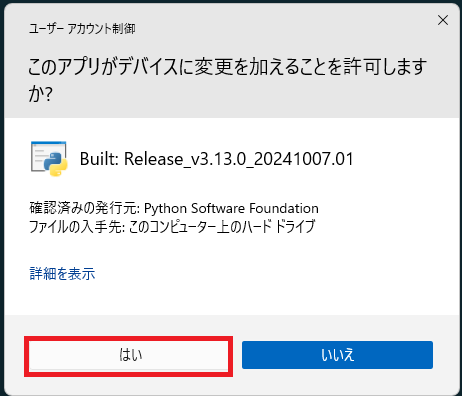 ユーザー アカウント制御
このアプリがデバイスに変更を加えることを許可します
か?
Built: Release_v3.13.0_20241007.01
確認済みの発行元: Python Software Foundation
ファイルの入手先: このコンピューター上のハード ドライブ
詳細を表示
はい
いいえ